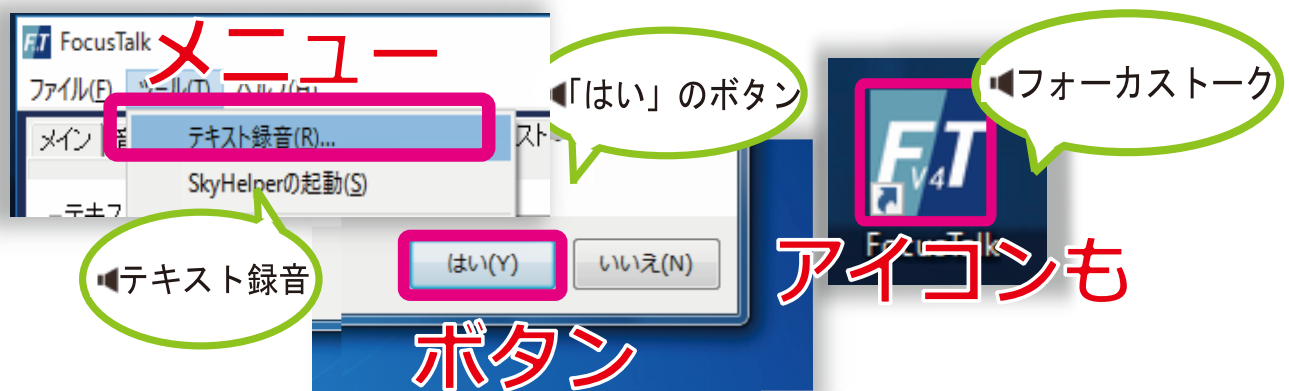 FocusTalk
メニュー
ファイル(F) ツール(T) ヘルプ(H)
メイン
テキスト録音(R)...
SkyHelperの起動(S)
テキスト録音
「はい」のボタン
はい(Y) いいえ(N)
ボタン
フォーカストーク
FT
V4
FocusTalk
アイコンも